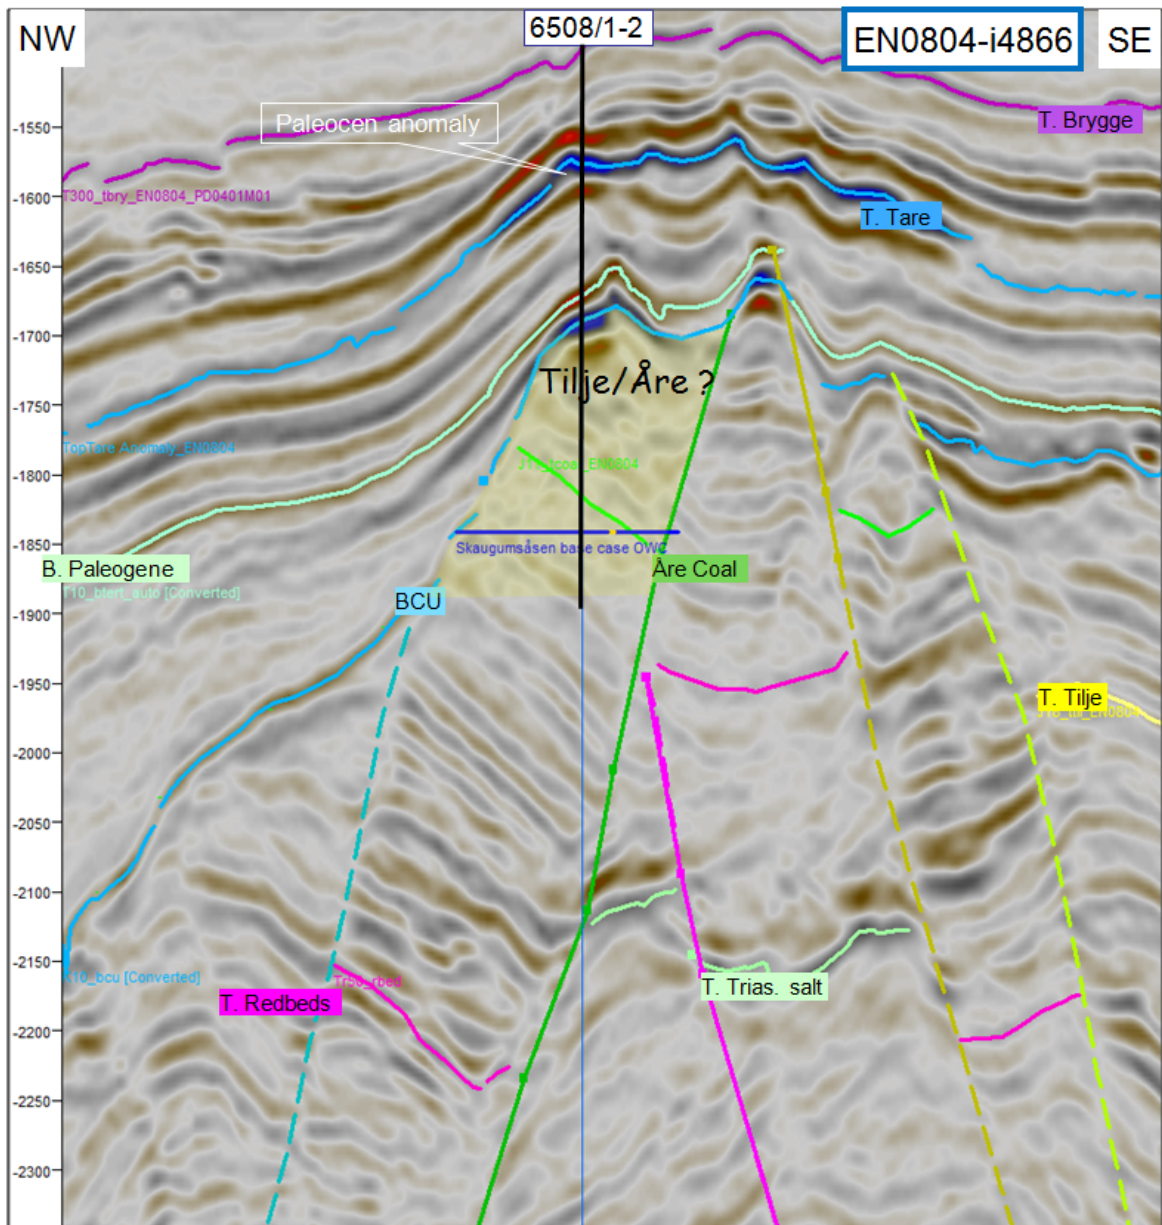 NW
6508/1-2
EN0804-i4866
SE
-1550
Paleocen anomaly
T. Brygge
-1600
T300_tbry_EN0804_PD0401M01
T. Tare
-1650
-1700
Tilje/Åre ?
-1750
TopTare Anomaly_EN0804
-1800
-1850
Skaugumsåsen base case OWC
B. Paleogene
Åre Coal
T10_btert_auto [Converted]
BCU
-1900
-1950
T. Tilje
-2000
-2050
-2100
-2150
K10_bcu [Converted]
Tr50_rbed
T. Trias. salt
T. Redbeds
-2200
-2250
-2300